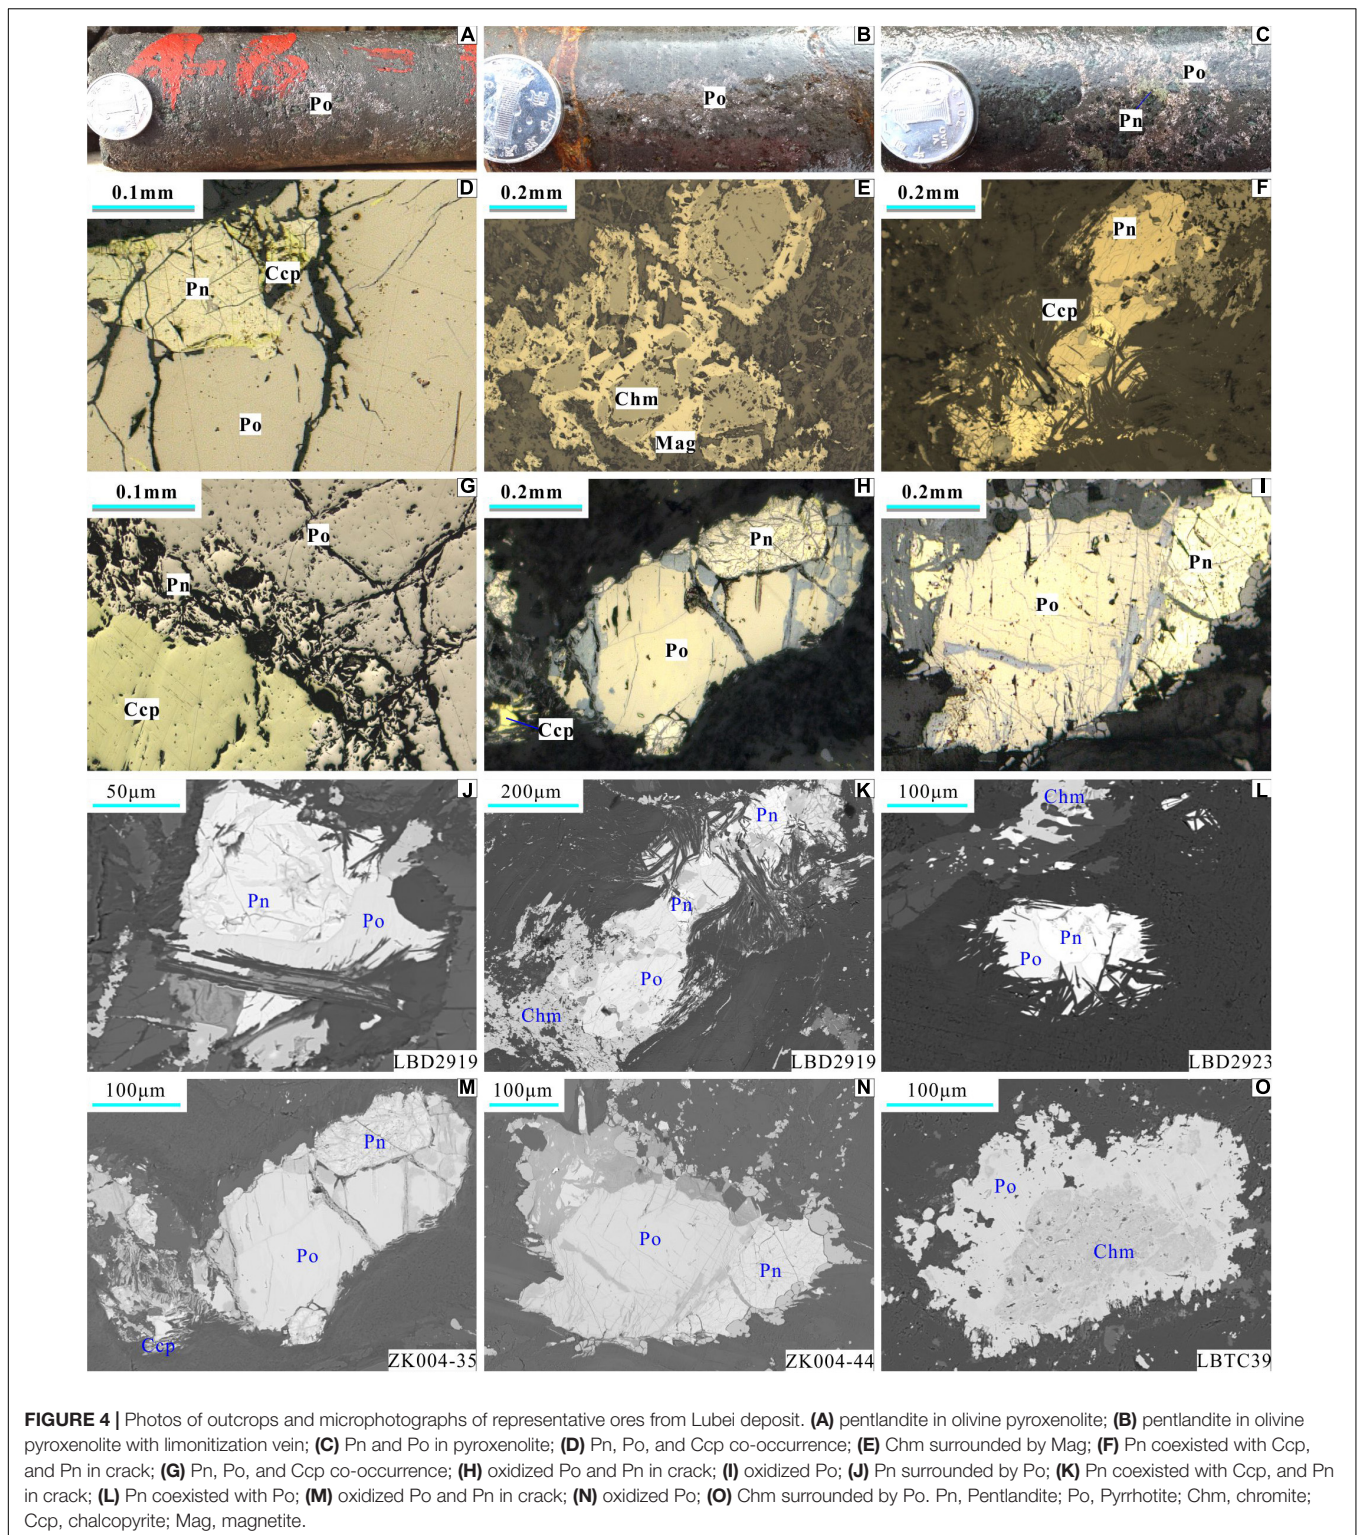 A
Po
B
Po
C
Po
Pn
0.1mm
D
Pn
Ccp
Po
0.2mm
E
Chm
Mag
0.2mm
F
Pn
Ccp
0.1mm
G
Po
Pn
Ccp
0.2mm
H
Pn
Po
Ccp
0.2mm
I
Pn
Po
50μm
J
Pn
Po
LBD2919
200μm
K
Pn
Pn
Po
Chm
LBD2919
100μm
L
Chm
Pn
Po
LBD2923
100μm
M
Pn
Po
Ccp
ZK004-35
100μm
N
Po
Pn
ZK004-44
100μm
O
Po
Chm
LBTC39
FIGURE 4 | Photos of outcrops and microphotographs of representative ores from Lubei deposit. (A) pentlandite in olivine pyroxenolite; (B) pentlandite in olivine
pyroxenolite with limonitization vein; (C) Pn and Po in pyroxenolite; (D) Pn, Po, and Ccp co-occurrence; (E) Chm surrounded by Mag; (F) Pn coexisted with Ccp,
and Pn in crack; (G) Pn, Po, and Ccp co-occurrence; (H) oxidized Po and Pn in crack; (I) oxidized Po; (J) Pn surrounded by Po; (K) Pn coexisted with Ccp, and Pn
in crack; (L) Pn coexisted with Po; (M) oxidized Po and Pn in crack; (N) oxidized Po; (O) Chm surrounded by Po. Pn, Pentlandite; Po, Pyrrhotite; Chm, chromite;
Ccp, chalcopyrite; Mag, magnetite.